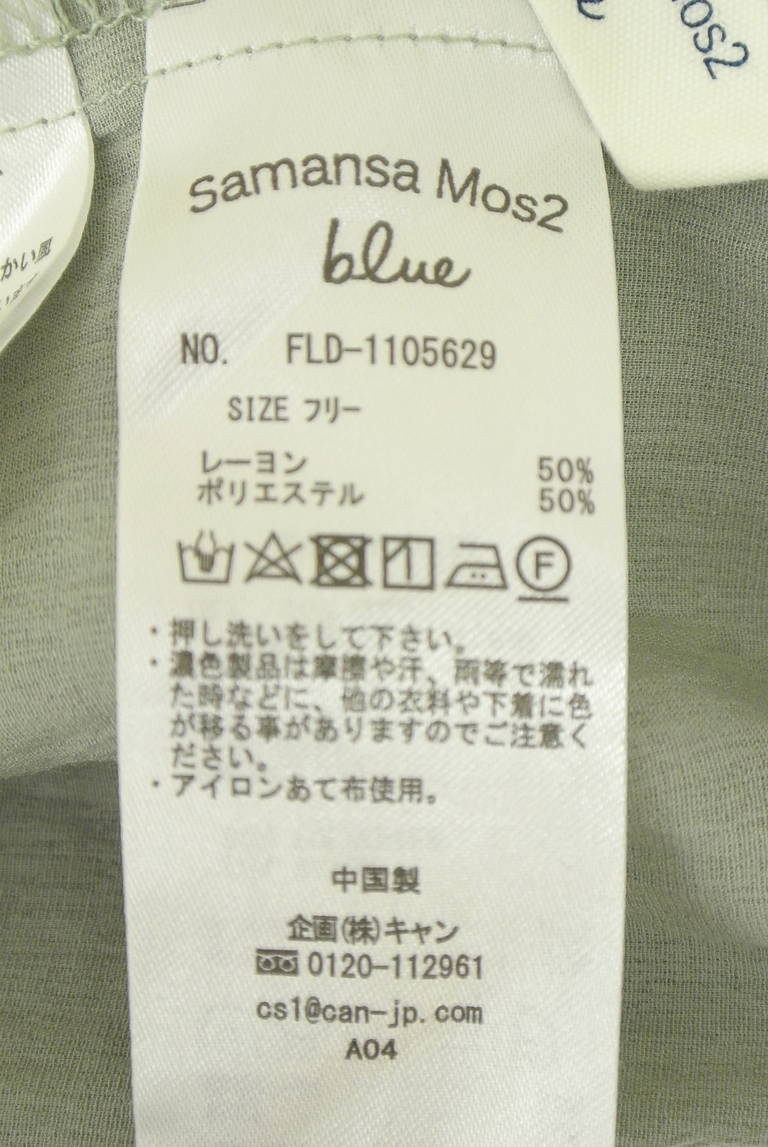 Mos2
かい風
Samansa Mos2
blue
NO. FLD-1105629
SIZE フリー
レーヨン 50%
ポリエステル 50%
F
・押し洗いをして下さい。
・濃色製品は摩擦や汗、雨等で濡れ
た時などに、他の衣料や下着に色
が移る事がありますのでご注意く
ださい。
・アイロンあて布使用。
中国製
企画(株)キャン
0120-112961
cs1@can-jp.com
A04